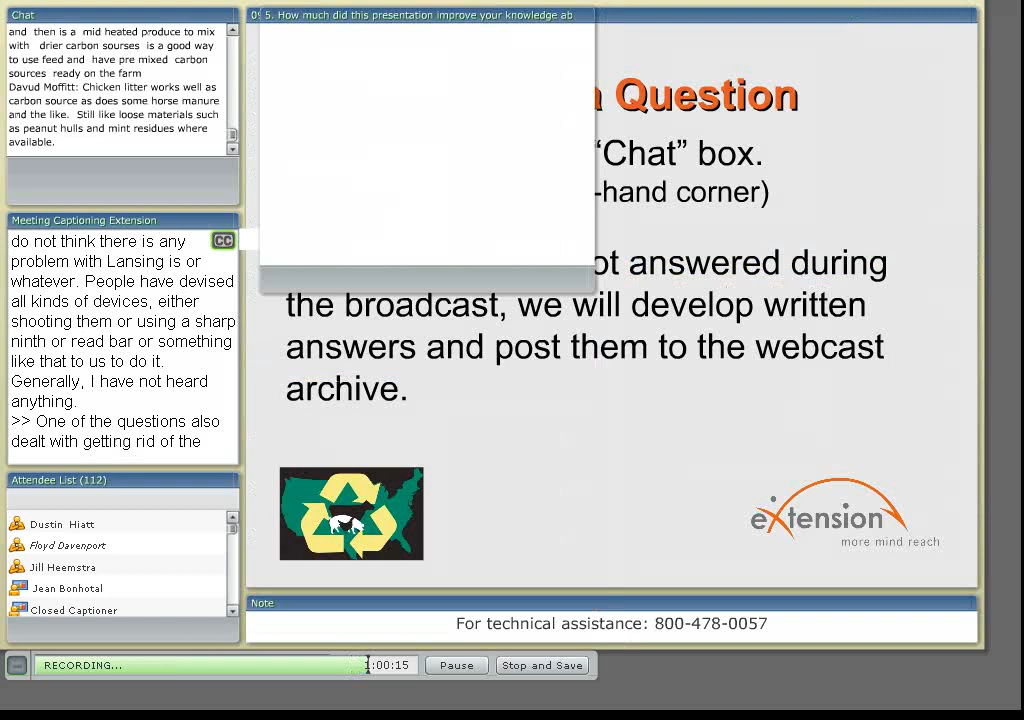 Chat
and then is a mid heated produce to mix
with drier carbon sourses is a good way
to use feed and have pre mixed carbon
sources ready on the farm
Davud Moffitt: Chicken litter works well as
carbon source as does some horse manure
and the like. Still like loose materials such
as peanut hulls and mint residues where
available.
Meeting Captioning Extension
CC
do not think there is any
problem with Lansing is or
whatever. People have devised
all kinds of devices, either
shooting them or using a sharp
ninth or read bar or something
like that to us to do it.
Generally, I have not heard
anything.
>> One of the questions also
dealt with getting rid of the
Attendee List (112)
Dustin Hiatt
Floyd Davenport
Jill Heemstra
Jean Bonhotal
Closed Captioner
5. How much did this presentation improve your knowledge ab
Question
“Chat” box.
-hand corner)
answered during
the broadcast, we will develop written
answers and post them to the webcast
archive.
eXtension
more mind reach
Note
For technical assistance: 800-478-0057
RECORDING...
1:00:15
Pause
Stop and Save